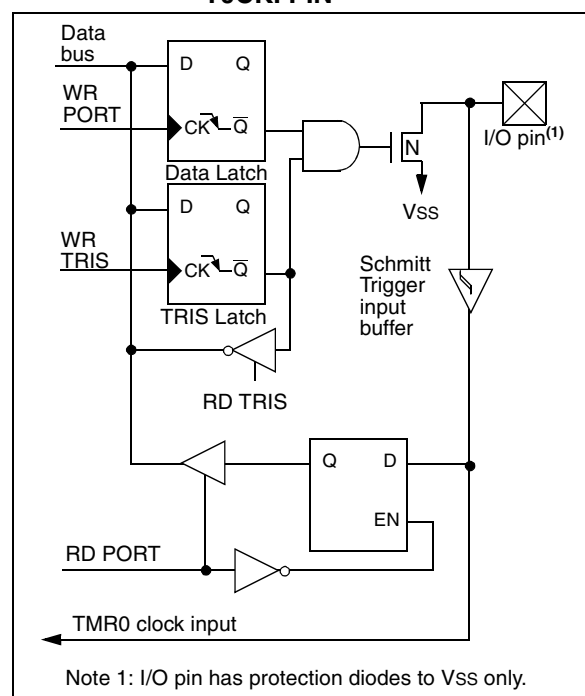 Data
bus
D Q
WR
PORT
CK Q̅
Data Latch
I/O pin(1)
N
VSS
D Q
WR
TRIS
CK Q̅
TRIS Latch
Schmitt
Trigger
input
buffer
RD TRIS
Q D
EN
RD PORT
TMR0 clock input
Note 1: I/O pin has protection diodes to VSS only.